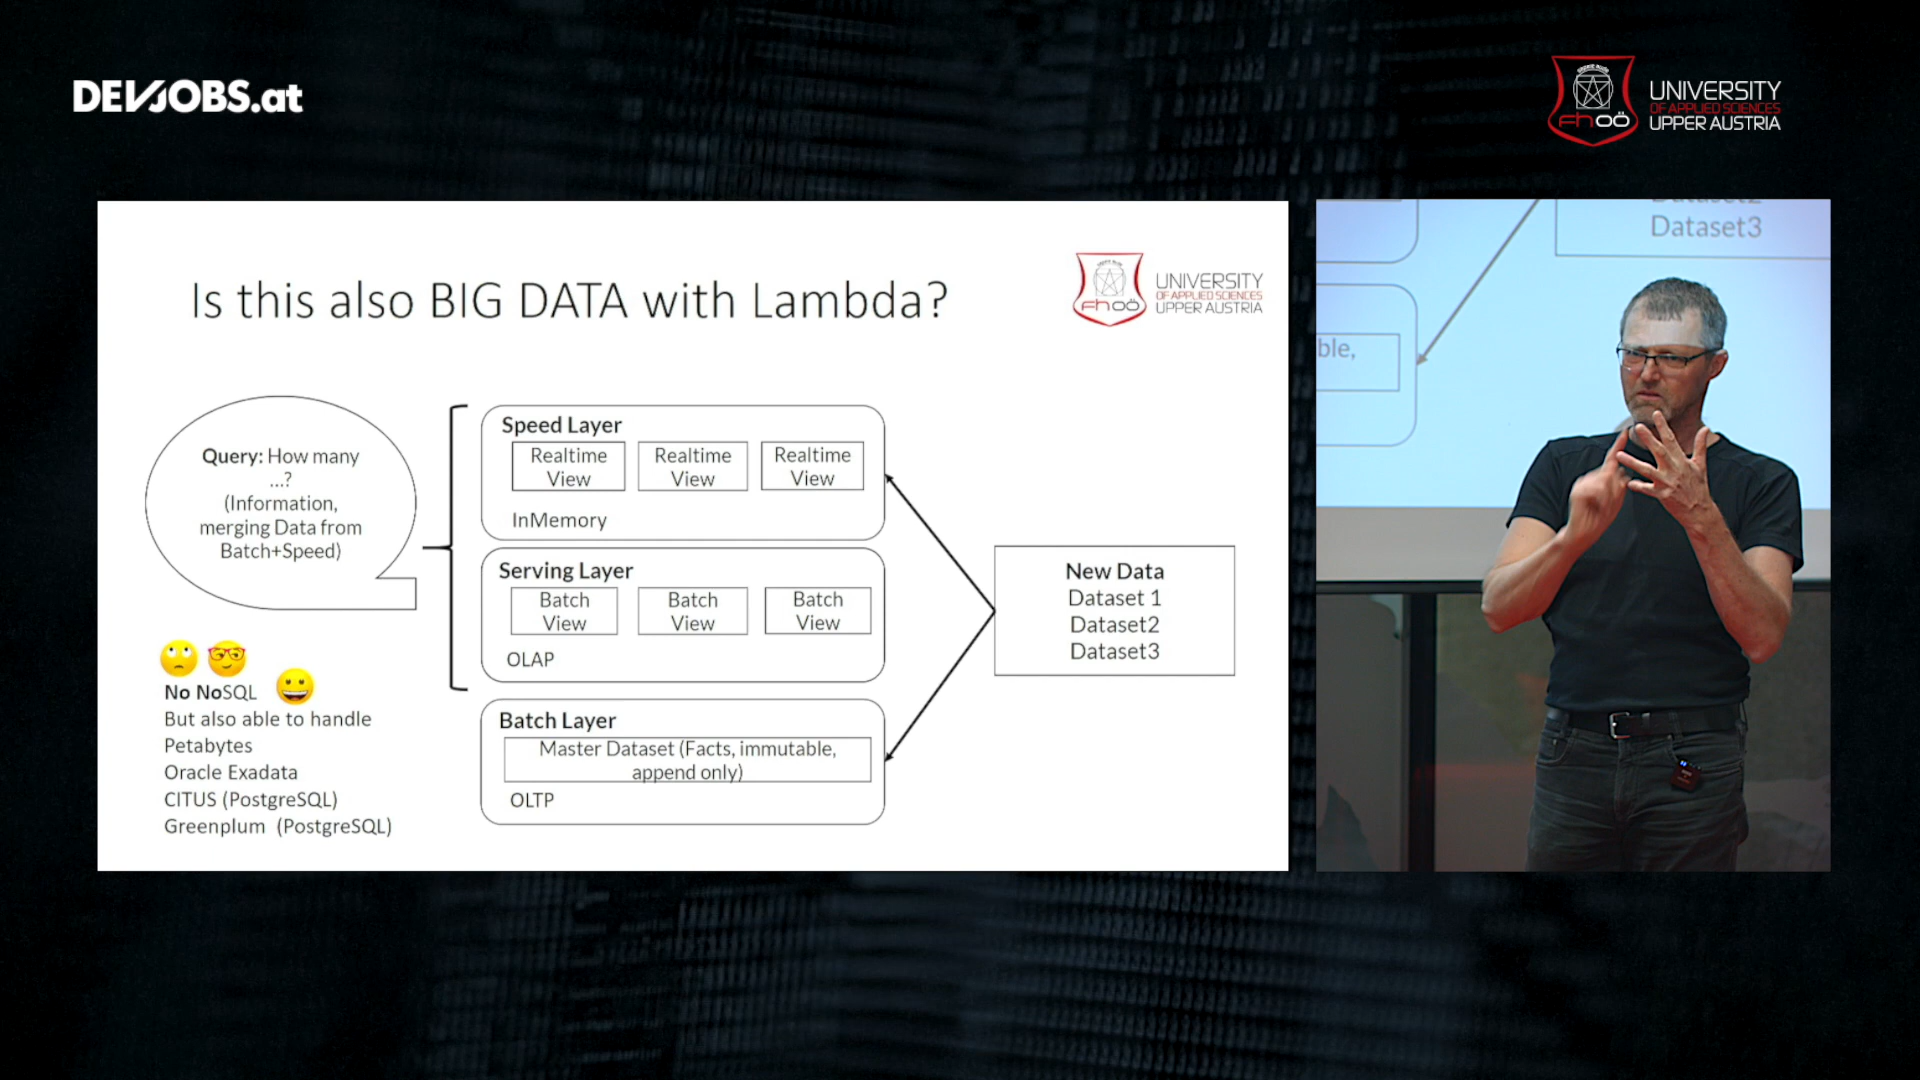 DEVJOBS.at
UNIVERSITY
OF APPLIED SCIENCES
UPPER AUSTRIA
fhoö
Is this also BIG DATA with Lambda?
UNIVERSITY
OF APPLIED SCIENCES
UPPER AUSTRIA
fhoö
Query: How many
...?
(Information,
merging Data from
Batch+Speed)
Speed Layer
Realtime
View
Realtime
View
Realtime
View
InMemory
Serving Layer
Batch
View
Batch
View
Batch
View
OLAP
Batch Layer
Master Dataset (Facts, immutable,
append only)
OLTP
New Data
Dataset 1
Dataset2
Dataset3
No NoSQL
But also able to handle
Petabytes
Oracle Exadata
CITUS (PostgreSQL)
Greenplum (PostgreSQL)
Dataset2
Dataset3
ble,